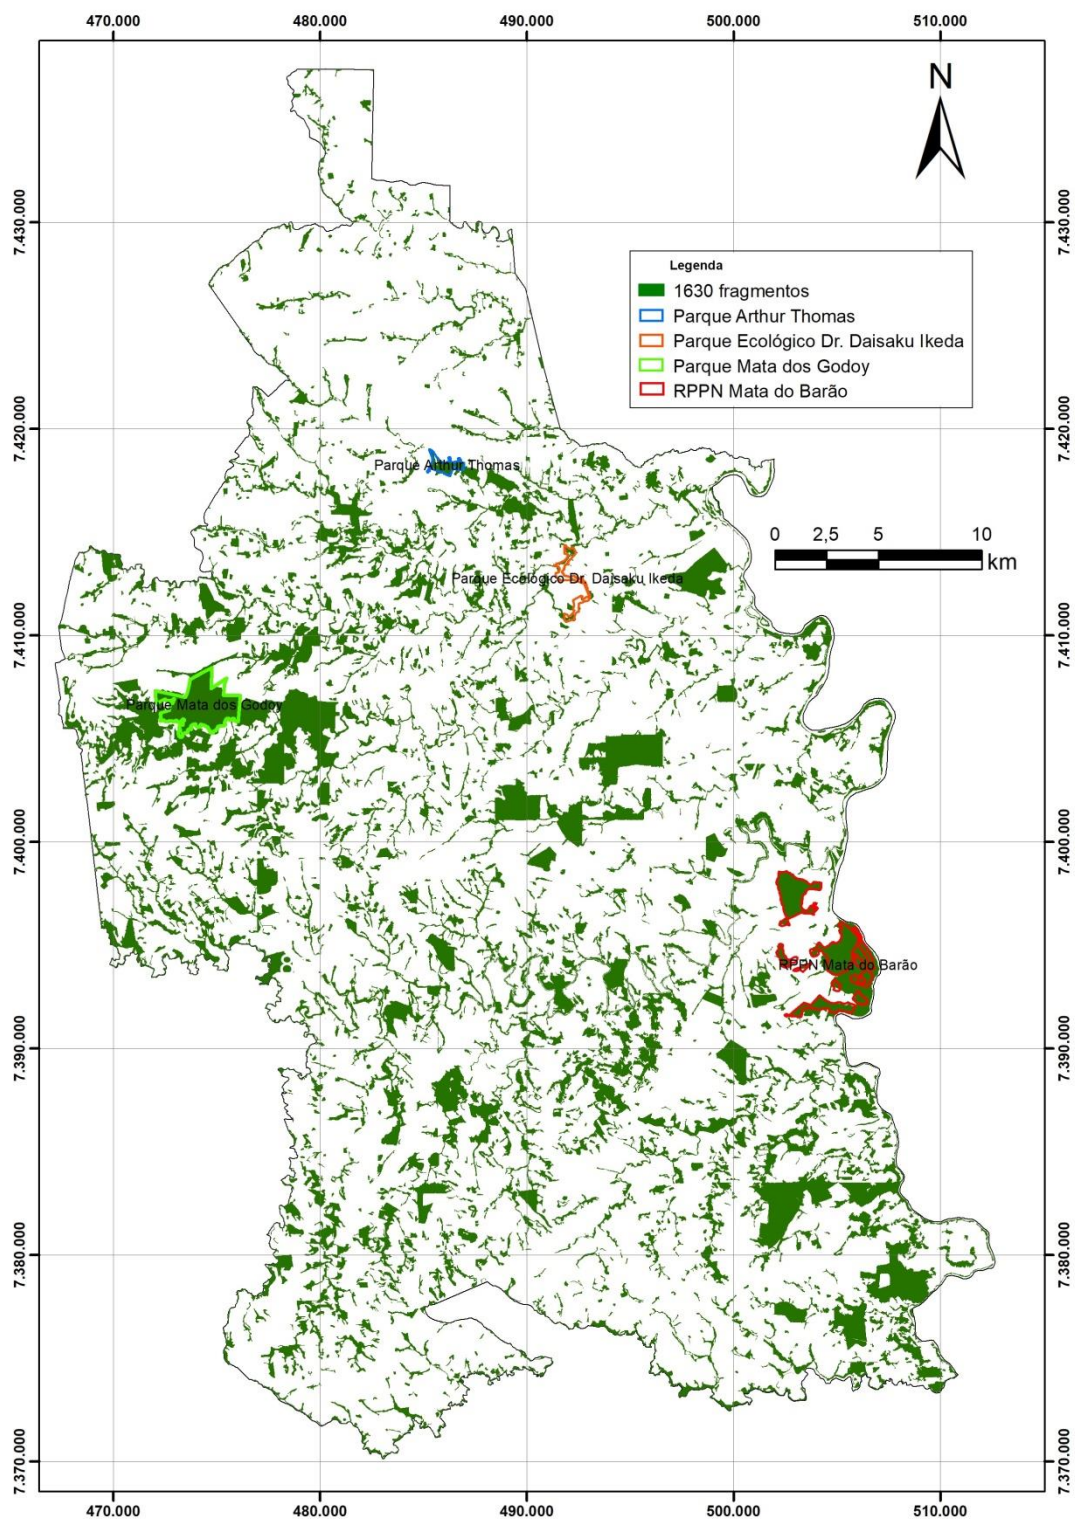 470.000 480.000 490.000 500.000 510.000
N
7.430.000 7.430.000
Legenda
1630 fragmentos
Parque Arthur Thomas
Parque Ecológico Dr. Daisaku Ikeda
Parque Mata dos Godoy
RPPN Mata do Barão
7.420.000 7.420.000
Parque Arthur Thomas
0 2,5 5 10
km
Parque Ecológico Dr. Daisaku Ikeda
7.410.000 7.410.000
Parque Mata dos Godoy
7.400.000 7.400.000
RPPN Mata do Barão
7.390.000 7.390.000
7.380.000 7.380.000
7.370.000 7.370.000
470.000 480.000 490.000 500.000 510.000